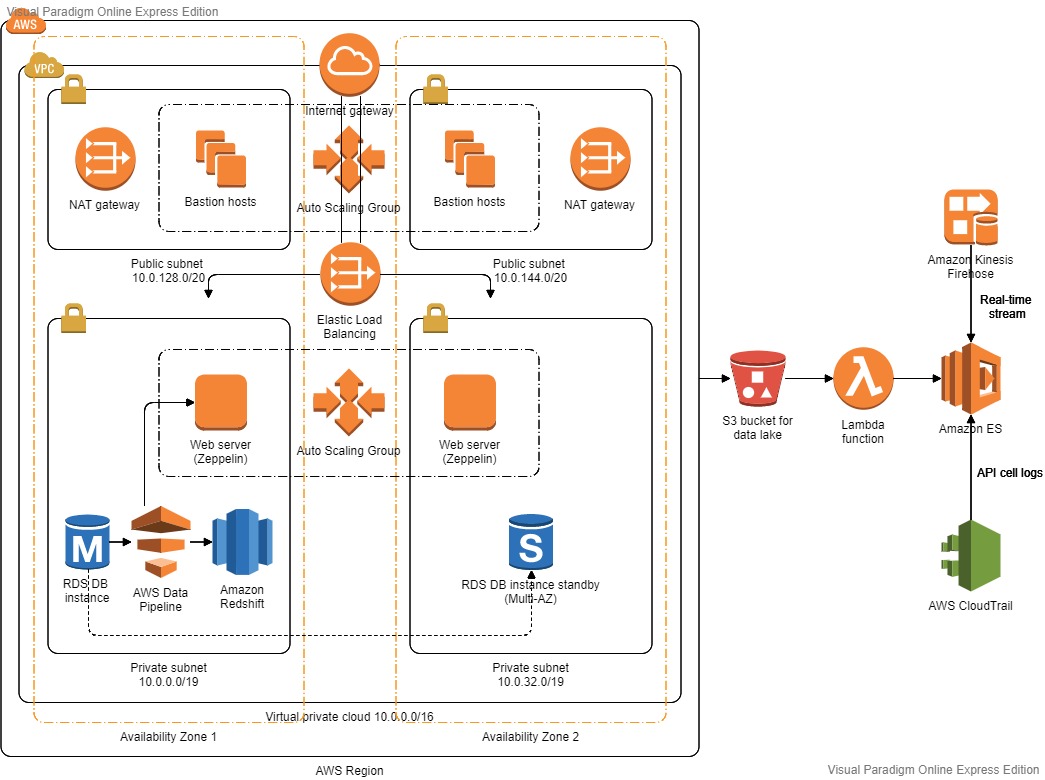 Visual Paradigm Online Express Edition
AWS
VPC
Internet gateway
NAT gateway
Bastion hosts
Auto Scaling Group
Bastion hosts
NAT gateway
Public subnet
10.0.128.0/20
Public subnet
10.0.144.0/20
Elastic Load
Balancing
Web server
(Zeppelin)
Auto Scaling Group
Web server
(Zeppelin)
M
RDS DB
instance
AWS Data
Pipeline
Amazon
Redshift
S
RDS DB instance standby
(Multi-AZ)
Private subnet
10.0.0.0/19
Private subnet
10.0.32.0/19
Virtual private cloud 10.0.0.0/16
Availability Zone 1
Availability Zone 2
AWS Region
S3 bucket for
data lake
λ
Lambda
function
Amazon Kinesis
Firehose
Real-time
stream
Amazon ES
API cell logs
AWS CloudTrail
Visual Paradigm Online Express Edition